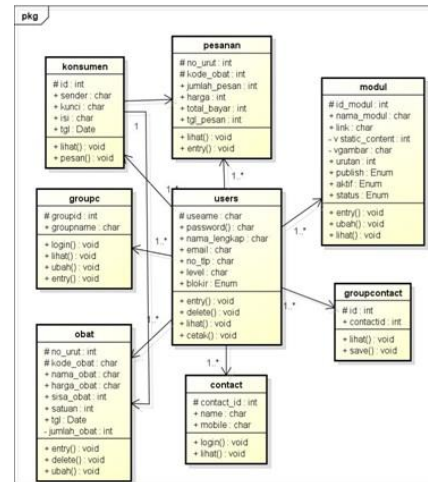 pkg
konsumen
# id : int
+ sender : char
+ kunci : char
+ isi : char
+ tgl : Date
+ lihat() : void
+ pesan() : void
pesanan
# no_urut : int
# kode_obat : int
+ jumlah_pesan : int
+ harga : int
+ total_bayar : int
+ tgl_pesan : int
+ lihat() : void
+ entry() : void
modul
# id_modul : int
+ nama_modul : char
+ link : char
- v static_content : int
- vgambar : char
+ urutan : int
+ publish : Enum
+ aktif : Enum
+ status : Enum
+ entry() : void
+ ubah() : void
+ lihat() : void
1
1..*
1..*
1..*
groupc
# groupid : int
+ groupname : char
+ login() : void
+ lihat() : void
+ ubah() : void
+ entry() : void
1..*
users
# useame : char
+ password() : char
+ nama_lengkap : char
+ email : char
+ no_tlp : char
+ level : char
+ blokir : Enum
+ entry() : void
+ delete() : void
+ lihat() : void
+ cetak() : void
1..*
groupcontact
# id : int
+ contactid : int
+ lihat() : void
+ save() : void
1..*
1..*
obat
# no_urut : int
# kode_obat : char
+ nama_obat : char
+ harga_obat : char
+ sisa_obat : int
+ satuan : int
+ tgl : Date
- jumlah_obat : int
+ entry() : void
+ delete() : void
+ ubah() : void
contact
# contact_id : int
+ name : char
+ mobile : char
+ login() : void
+ lihat() : void